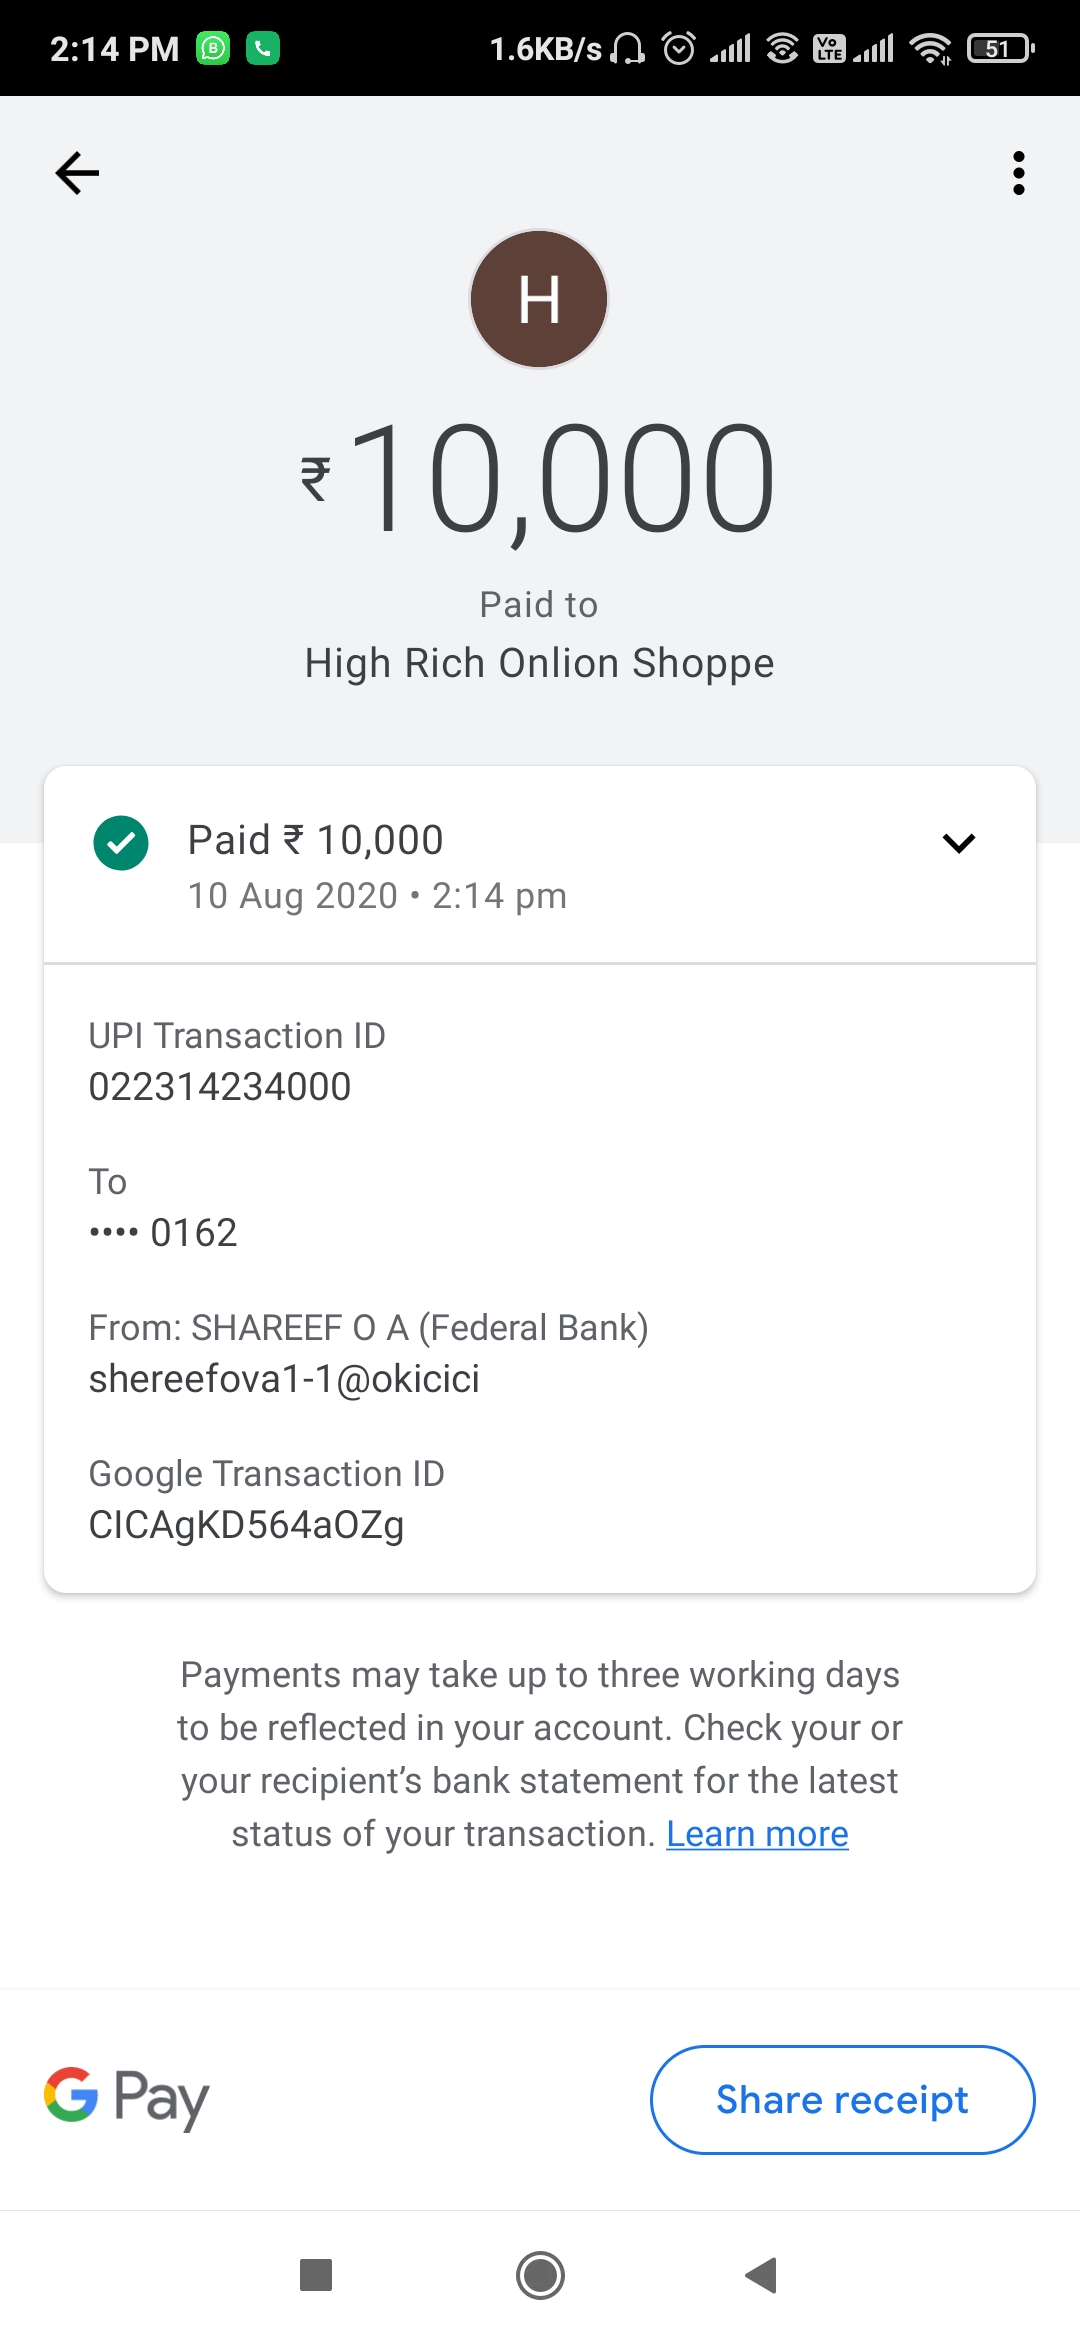 2:14 PM 1.6KB/s Vo LTE 51
H
₹10,000
Paid to
High Rich Onlion Shoppe
Paid ₹ 10,000
10 Aug 2020 • 2:14 pm
UPI Transaction ID
022314234000
To
•••• 0162
From: SHAREEF O A (Federal Bank)
shereefova1-1@okicici
Google Transaction ID
CICAgKD564aOZg
Payments may take up to three working days
to be reflected in your account. Check your or
your recipient’s bank statement for the latest
status of your transaction. Learn more
G Pay
Share receipt